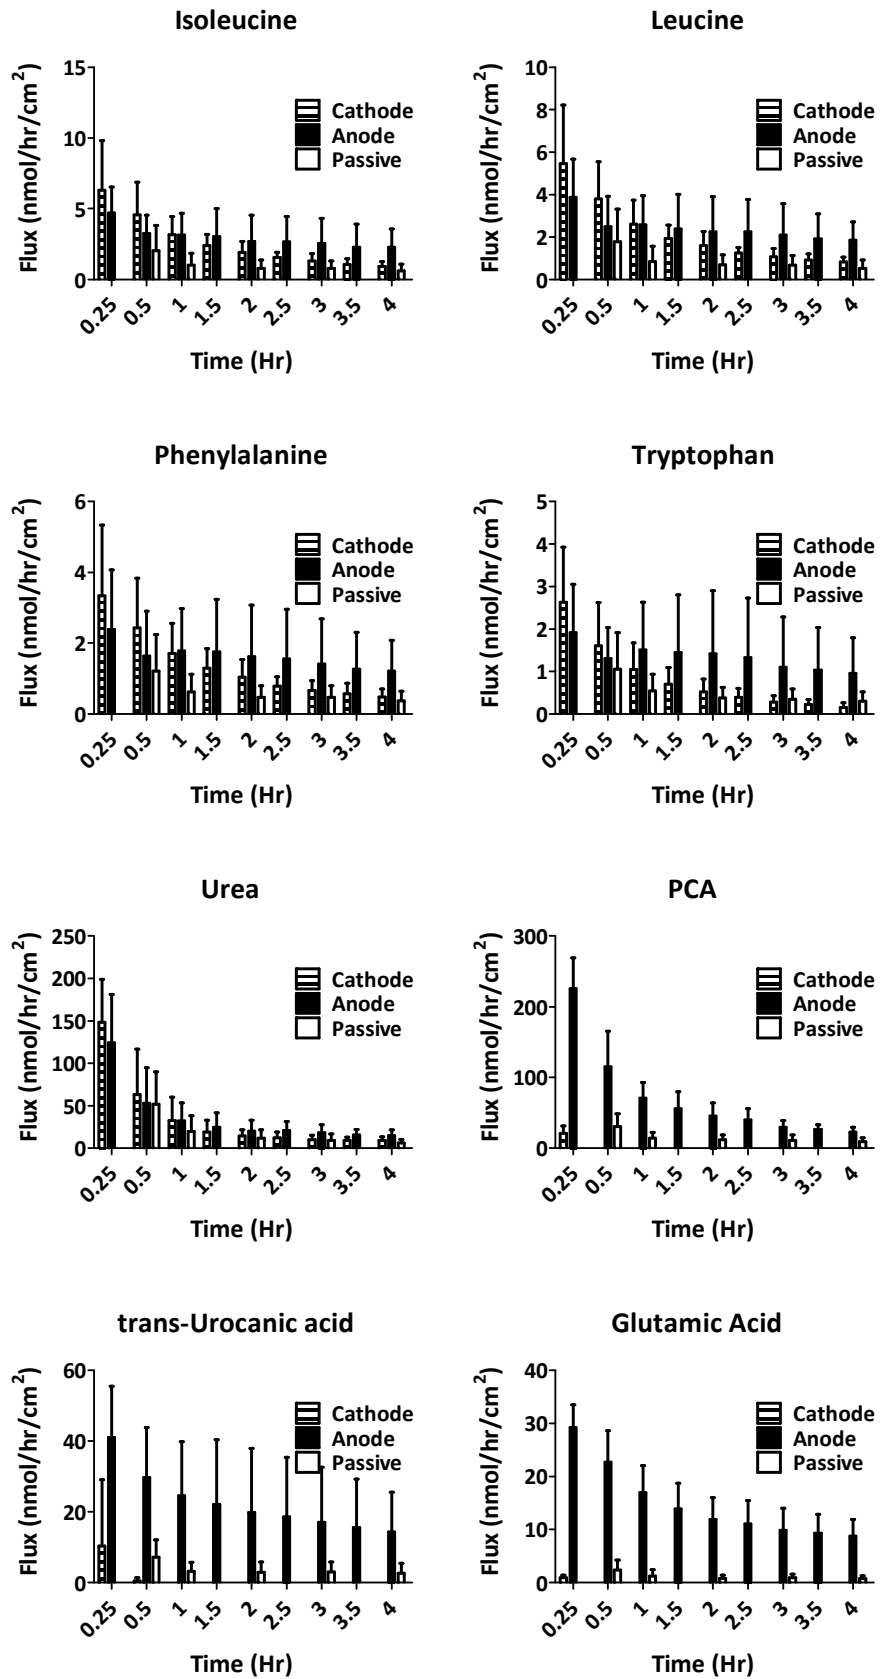 Isoleucine
Flux (nmol/hr/cm²)
15
10
5
0
Cathode
Anode
Passive
0.25 0.5 1 1.5 2 2.5 3 3.5 4
Time (Hr)
Leucine
Flux (nmol/hr/cm²)
10
8
6
4
2
0
Cathode
Anode
Passive
0.25 0.5 1 1.5 2 2.5 3 3.5 4
Time (Hr)
Phenylalanine
Flux (nmol/hr/cm²)
6
4
2
0
Cathode
Anode
Passive
0.25 0.5 1 1.5 2 2.5 3 3.5 4
Time (Hr)
Tryptophan
Flux (nmol/hr/cm²)
5
4
3
2
1
0
Cathode
Anode
Passive
0.25 0.5 1 1.5 2 2.5 3 3.5 4
Time (Hr)
Urea
Flux (nmol/hr/cm²)
250
200
150
100
50
0
Cathode
Anode
Passive
0.25 0.5 1 1.5 2 2.5 3 3.5 4
Time (Hr)
PCA
Flux (nmol/hr/cm²)
300
200
100
0
Cathode
Anode
Passive
0.25 0.5 1 1.5 2 2.5 3 3.5 4
Time (Hr)
trans-Urocanic acid
Flux (nmol/hr/cm²)
60
40
20
0
Cathode
Anode
Passive
0.25 0.5 1 1.5 2 2.5 3 3.5 4
Time (Hr)
Glutamic Acid
Flux (nmol/hr/cm²)
40
30
20
10
0
Cathode
Anode
Passive
0.25 0.5 1 1.5 2 2.5 3 3.5 4
Time (Hr)